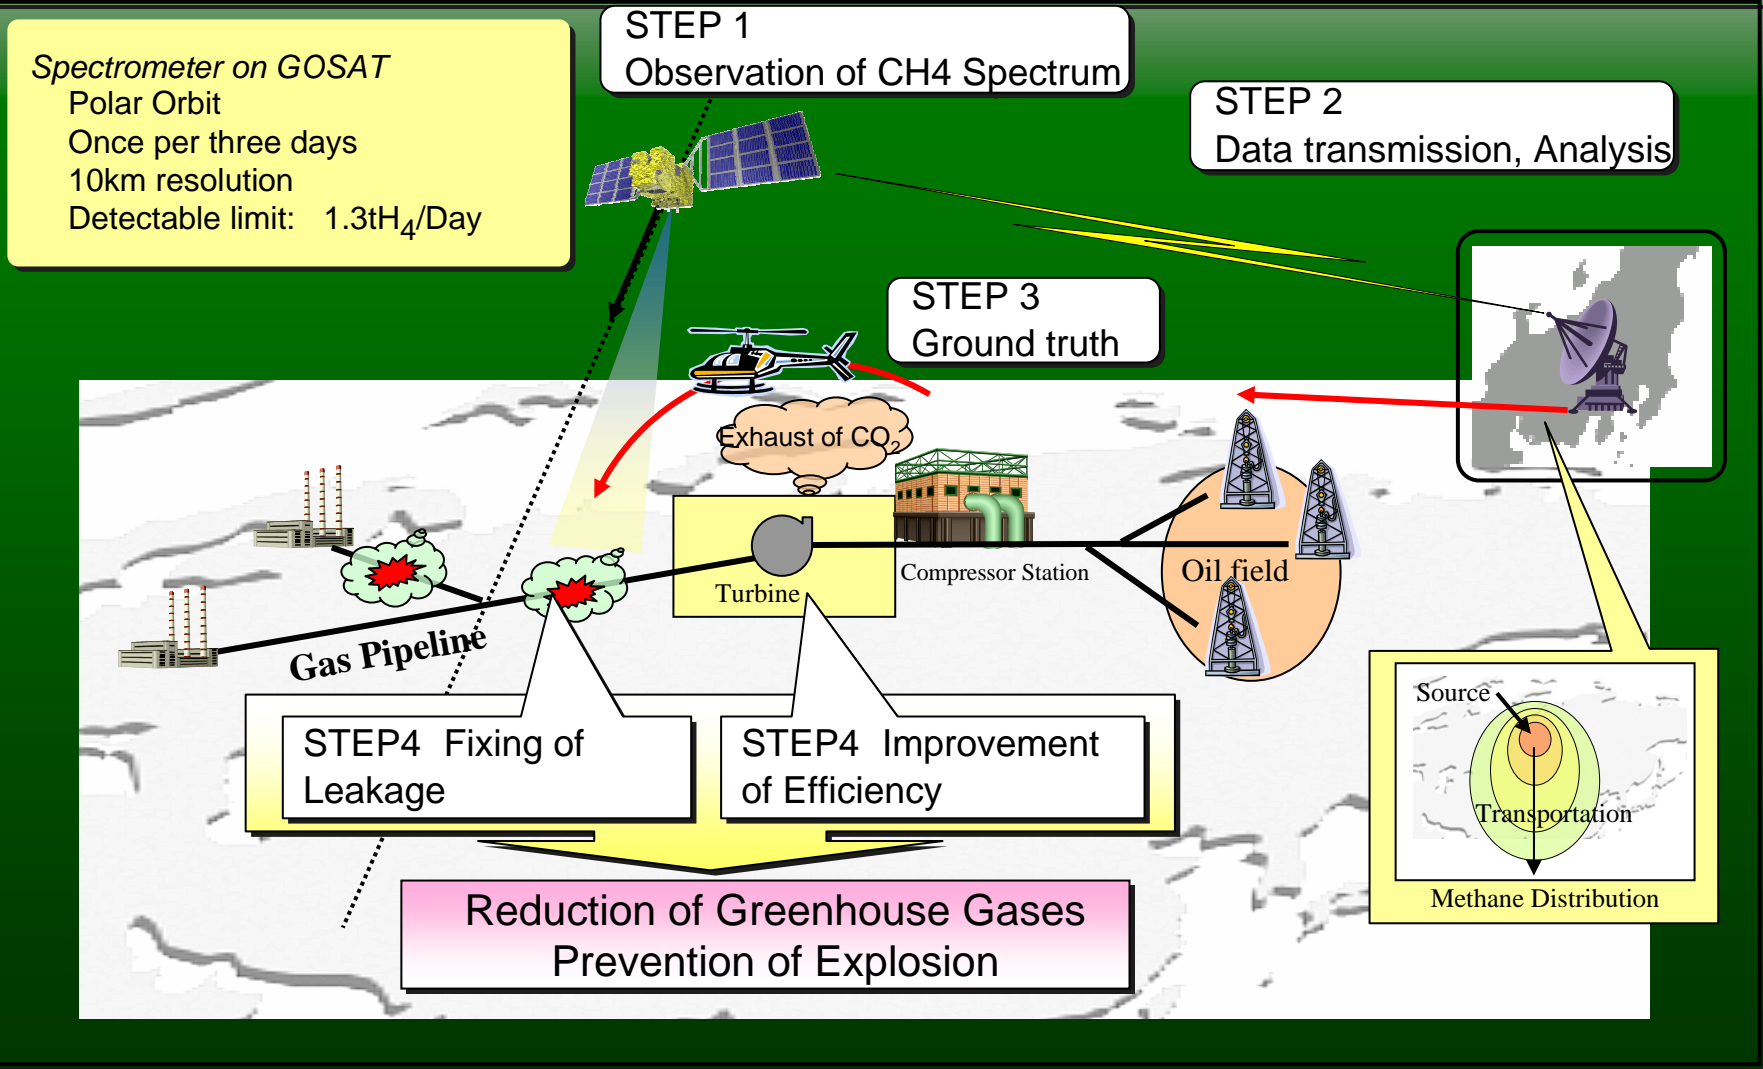 Spectrometer on GOSAT
Polar Orbit
Once per three days
10km resolution
Detectable limit: 1.3tH4/Day
STEP 1
Observation of CH4 Spectrum
STEP 2
Data transmission, Analysis
STEP 3
Ground truth
Exhaust of CO2
Turbine
Compressor Station
Oil field
Gas Pipeline
STEP4 Fixing of
Leakage
STEP4 Improvement
of Efficiency
Source
Transportation
Methane Distribution
Reduction of Greenhouse Gases
Prevention of Explosion